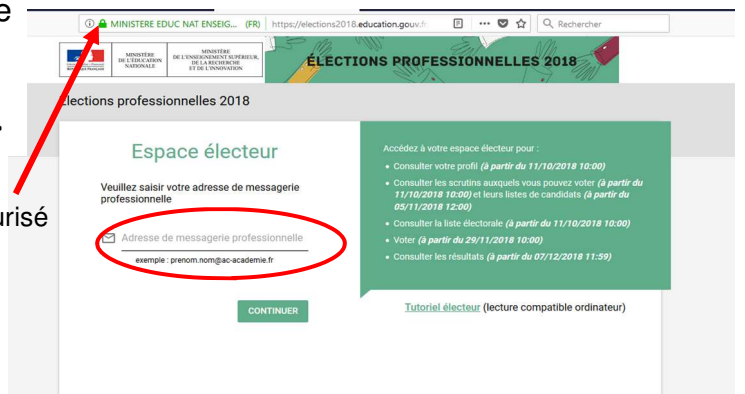 e
MINISTERE EDUC NAT ENSEIG... (FR) https://elections2018.education.gouv.fr
Rechercher
MINISTÈRE
DE L'ÉDUCATION
NATIONALE
MINISTÈRE
DE L'ENSEIGNEMENT SUPÉRIEUR,
DE LA RECHERCHE
ET DE L'INNOVATION
ÉLECTIONS PROFESSIONNELLES 2018
Elections professionnelles 2018
Espace électeur
Veuillez saisir votre adresse de messagerie
professionnelle
urisé
Adresse de messagerie professionnelle
exemple : prenom.nom@ac-academie.fr
CONTINUER
Accédez à votre espace électeur pour :
• Consulter votre profil (à partir du 11/10/2018 10:00)
• Consulter les scrutins auxquels vous pouvez voter (à partir du
11/10/2018 10:00) et leurs listes de candidats (à partir du
05/11/2018 12:00)
• Consulter la liste électorale (à partir du 11/10/2018 10:00)
• Voter (à partir du 29/11/2018 10:00)
• Consulter les résultats (à partir du 07/12/2018 11:59)
Tutoriel électeur (lecture compatible ordinateur)